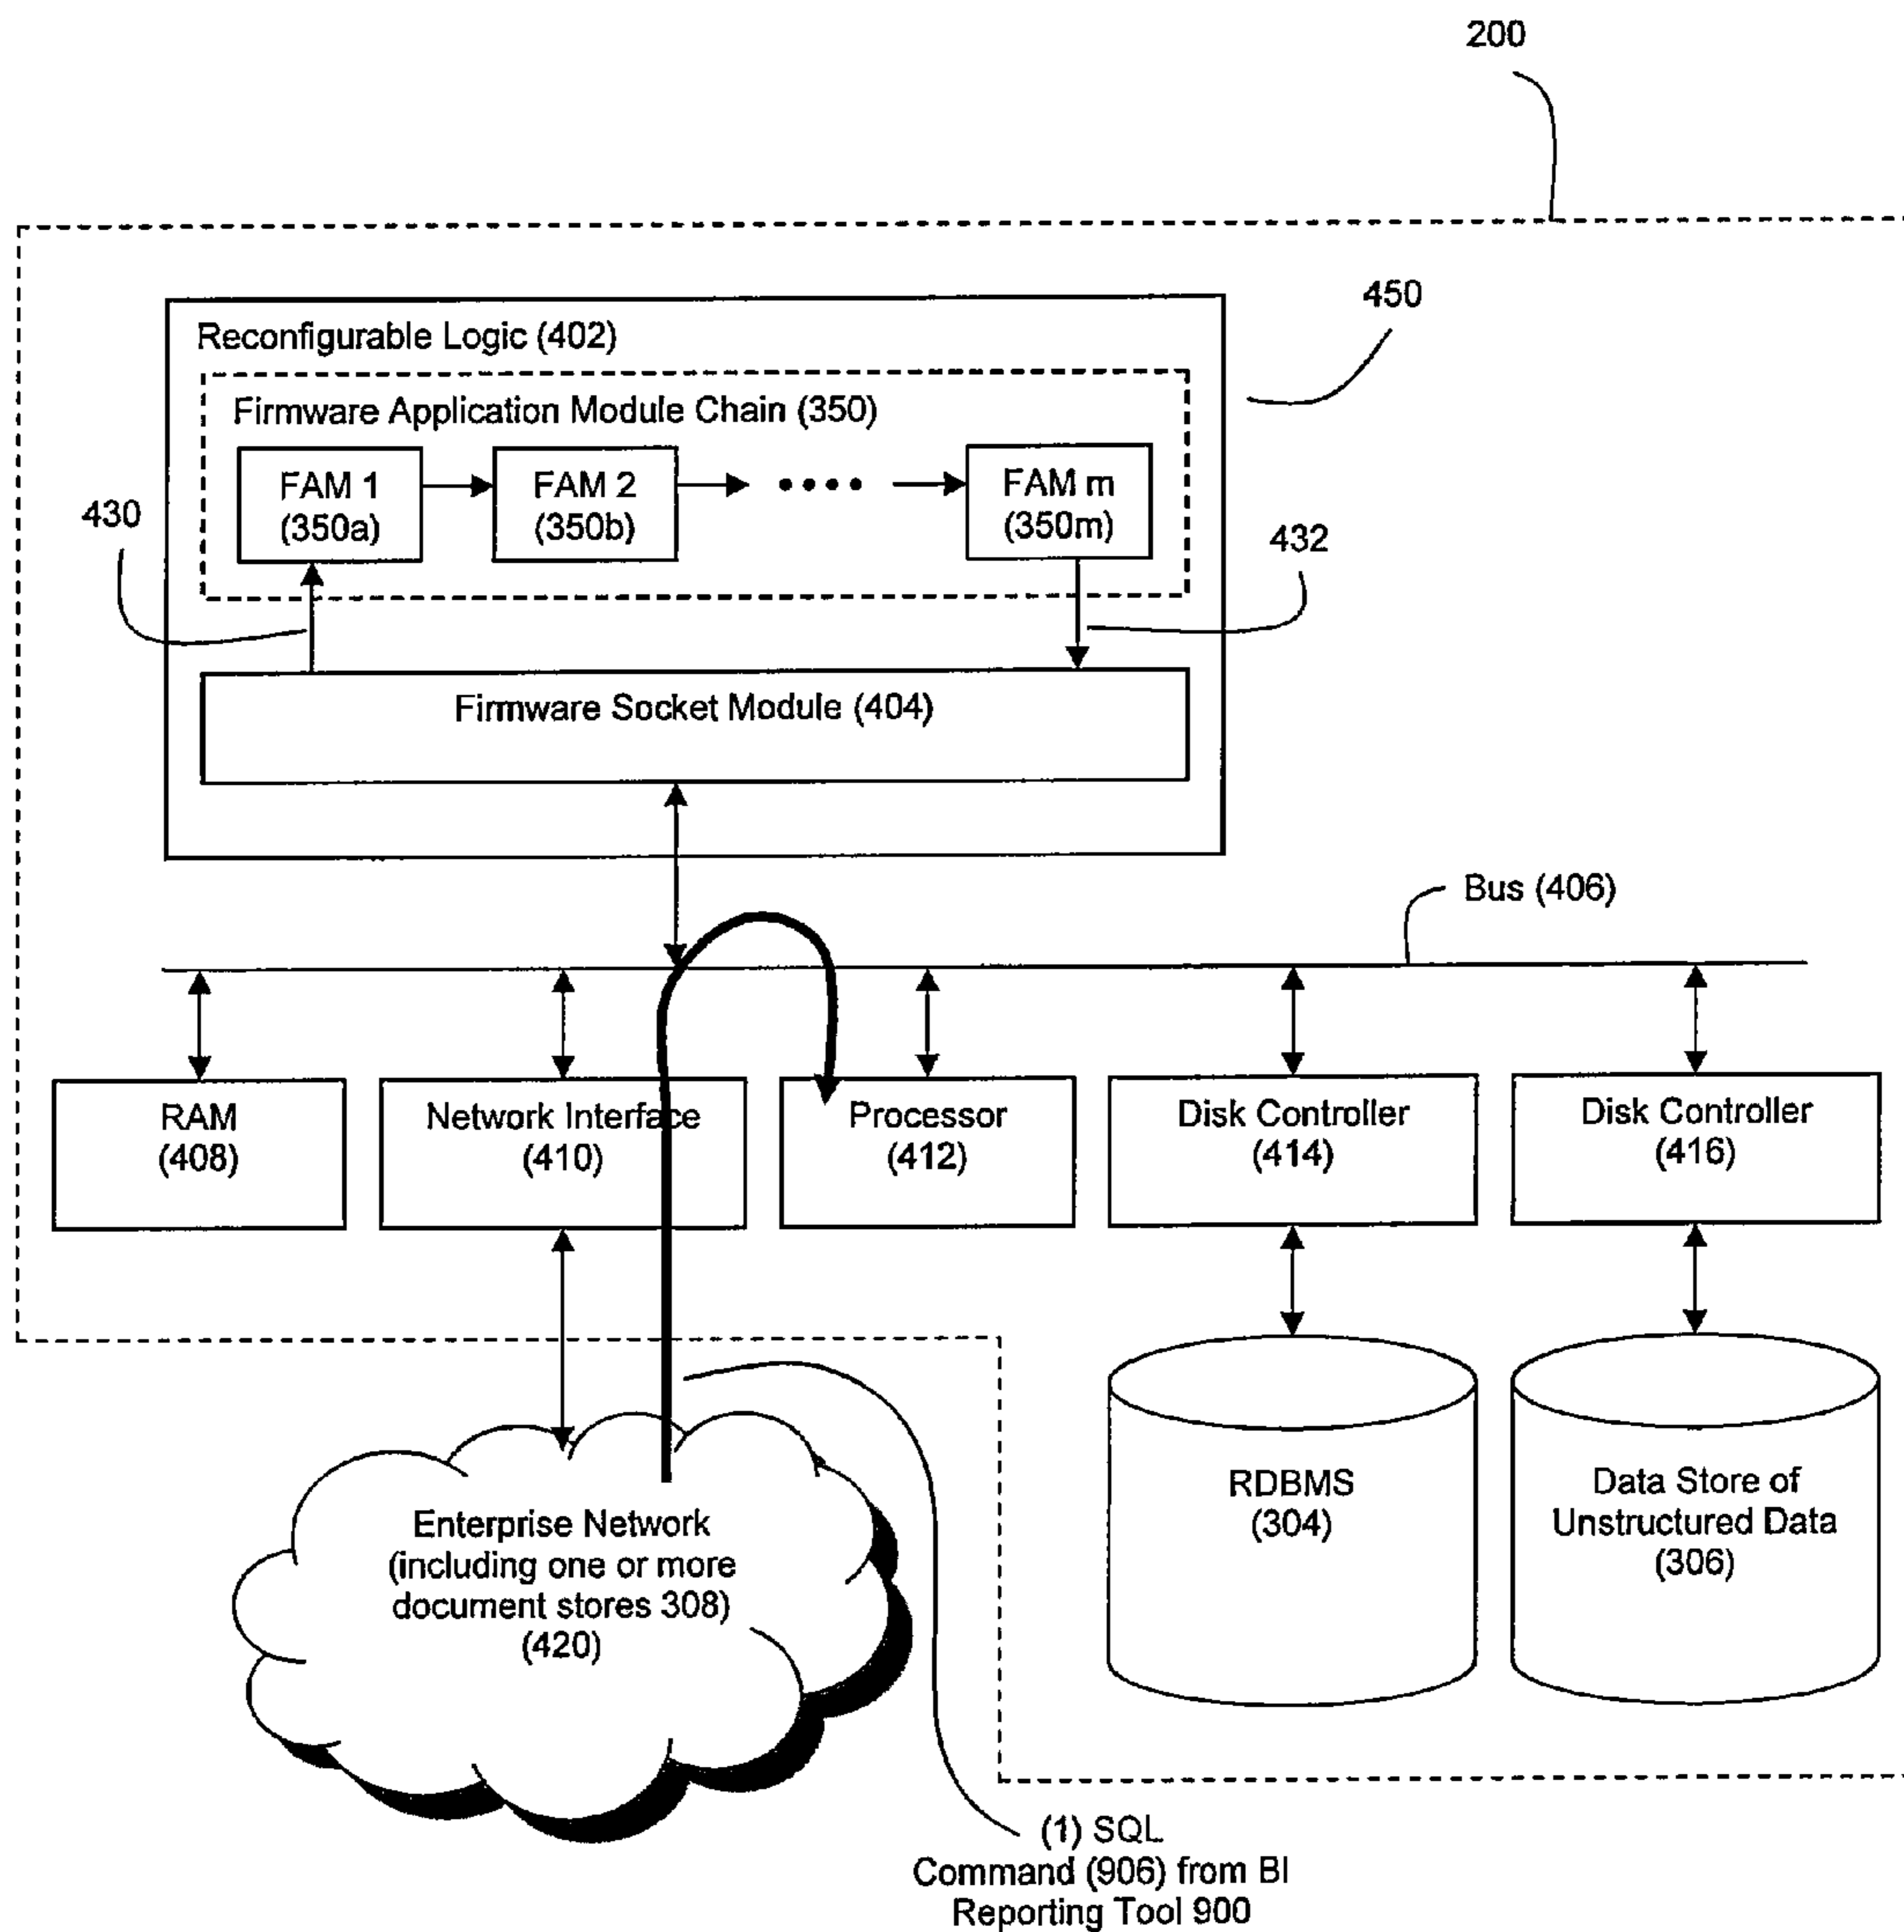 200
450
Reconfigurable Logic (402)
Firmware Application Module Chain (350)
FAM 1
(350a)
FAM 2
(350b)
FAM m
(350m)
430
432
Firmware Socket Module (404)
Bus (406)
RAM
(408)
Network Interface
(410)
Processor
(412)
Disk Controller
(414)
Disk Controller
(416)
Enterprise Network
(including one or more
document stores 308)
(420)
RDBMS
(304)
Data Store of
Unstructured Data
(306)
(1) SQL
Command (906) from BI
Reporting Tool 900